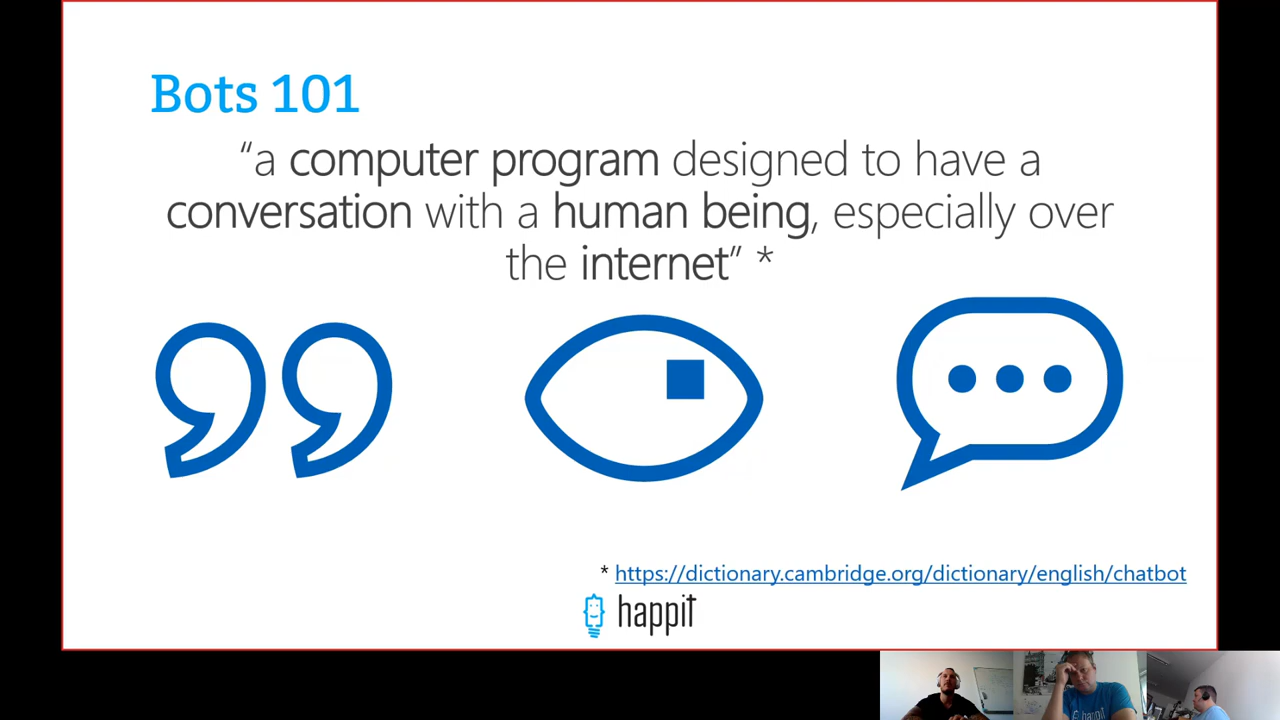 Bots 101
“a computer program designed to have a
conversation with a human being, especially over
the internet” *
* https://dictionary.cambridge.org/dictionary/english/chatbot
happit
happit